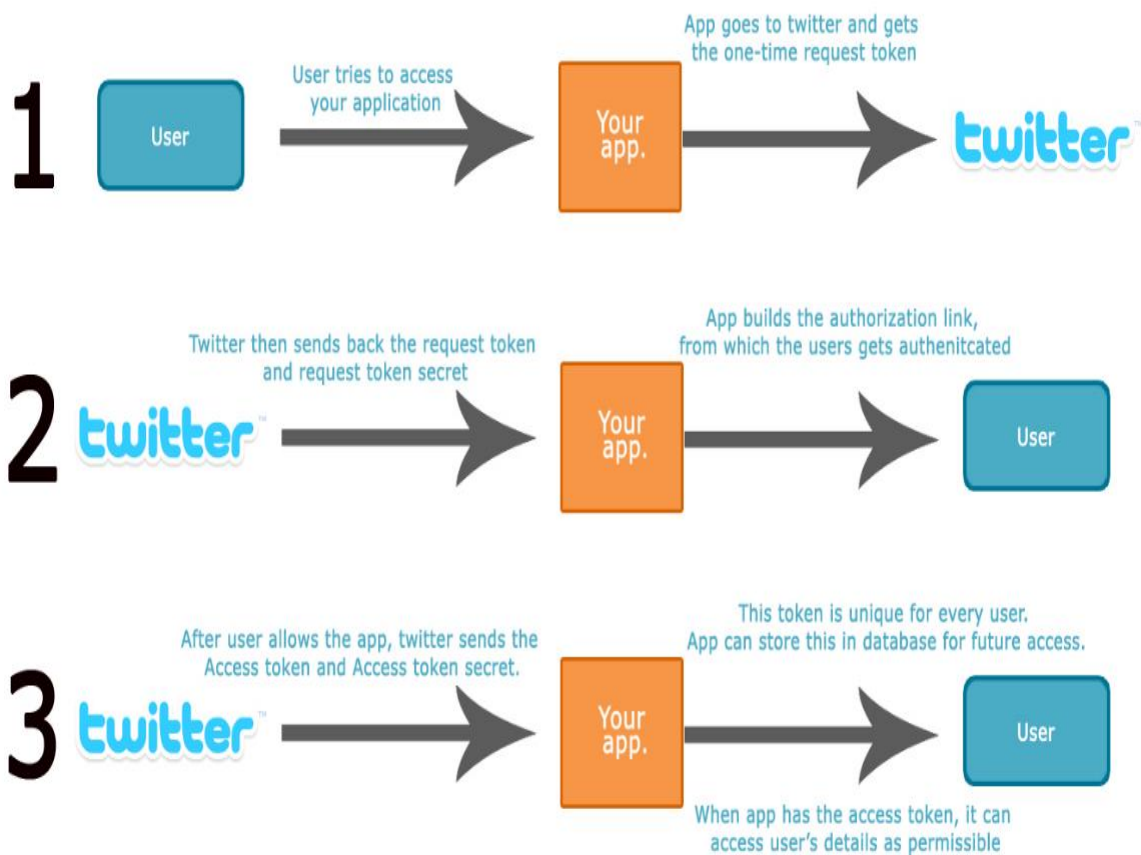 1
User
User tries to access
your application
Your
app.
App goes to twitter and gets
the one-time request token
twitter™
2
twitter™
Twitter then sends back the request token
and request token secret
Your
app.
App builds the authorization link,
from which the users gets authenitcated
User
3
twitter™
After user allows the app, twitter sends the
Access token and Access token secret.
Your
app.
This token is unique for every user.
App can store this in database for future access.
User
When app has the access token, it can
access user's details as permissible